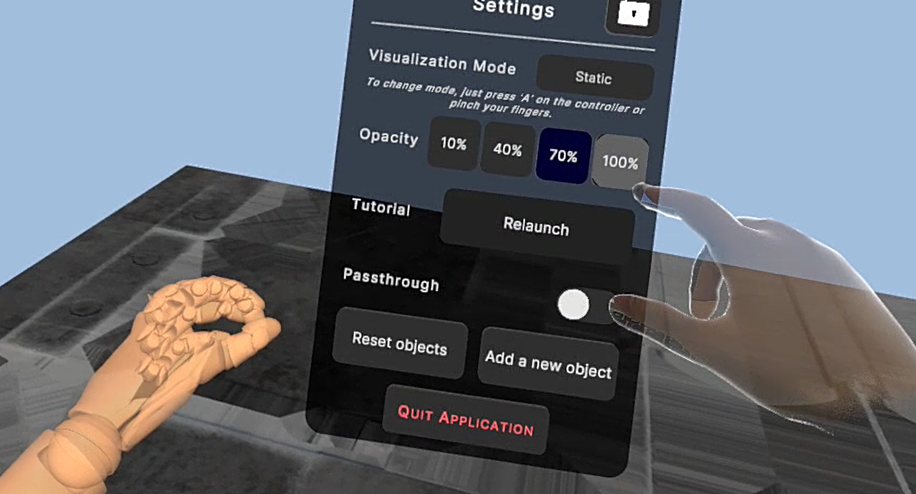 Settings
Visualization Mode Static
To change mode, just press 'A' on the controller or
pinch your fingers.
Opacity 10% 40% 70% 100%
Tutorial Relaunch
Passthrough
Reset objects Add a new object
QUIT APPLICATION